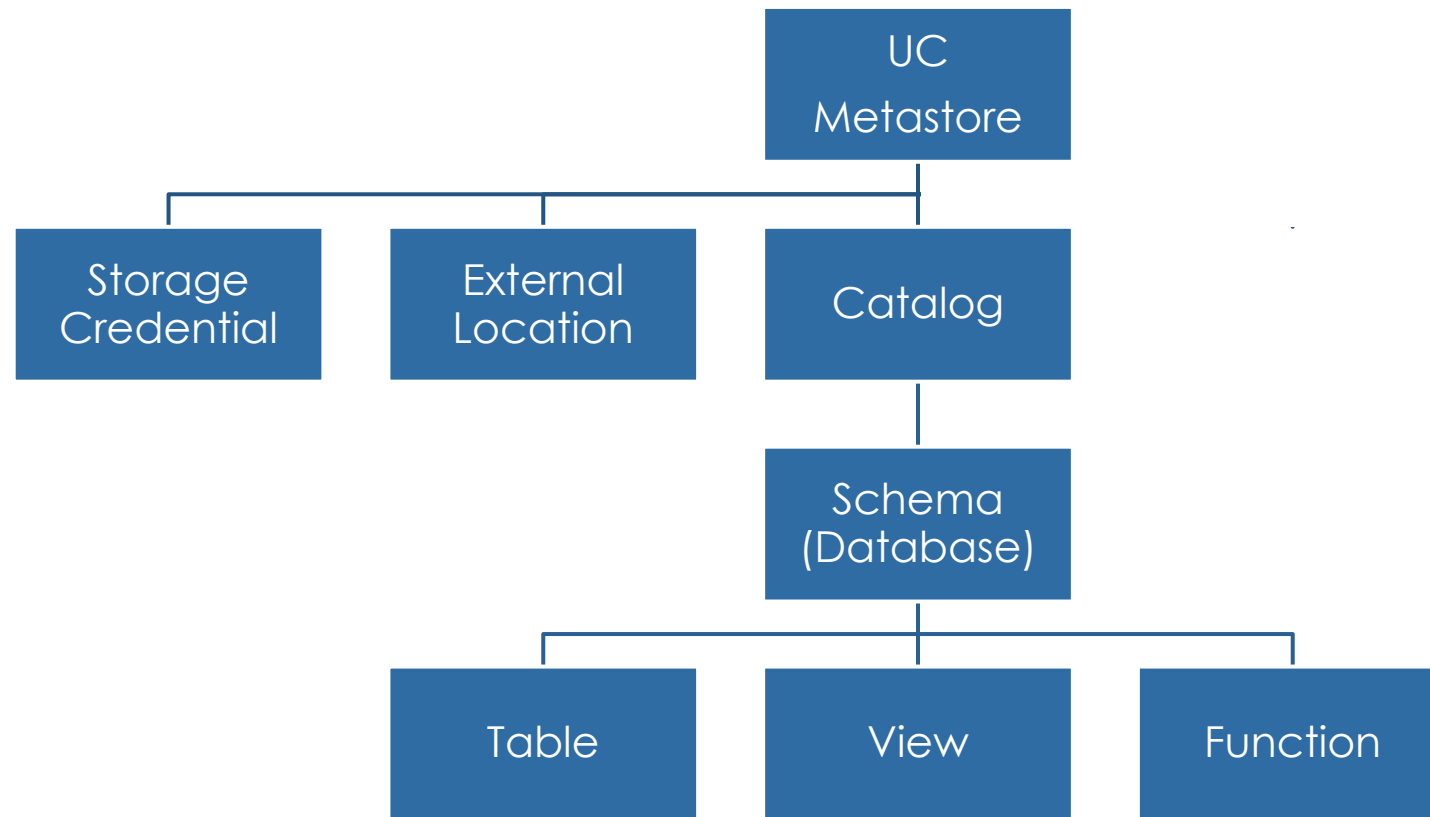 UC
Metastore
Storage
Credential
External
Location
Catalog
Schema
(Database)
Table
View
Function